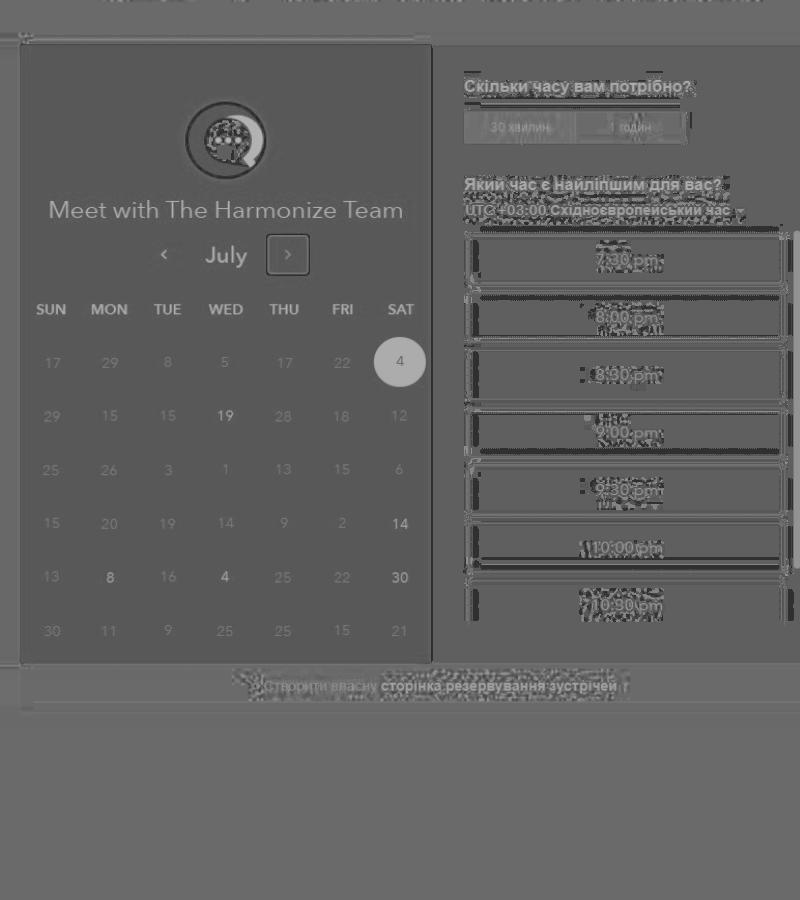 Meet with The Harmonize Team
July
SUN MON TUE WED THU FRI SAT
17 29 8 5 17 22 4
29 15 15 19 28 18 12
25 26 3 1 13 15 6
15 20 19 14 9 2 14
13 8 16 4 25 22 30
30 11 9 25 25 15 21
Скільки часу вам потрібно?
30 хвилин 1 годин
Який час є Найліпшим для вас?
UTC +03:00 Східноєвропейський час
7:30 pm
8:00 pm
8:30 pm
9:00 pm
9:30 pm
10:00 pm
10:30 pm
Створити власну сторінка резервування зустрічей